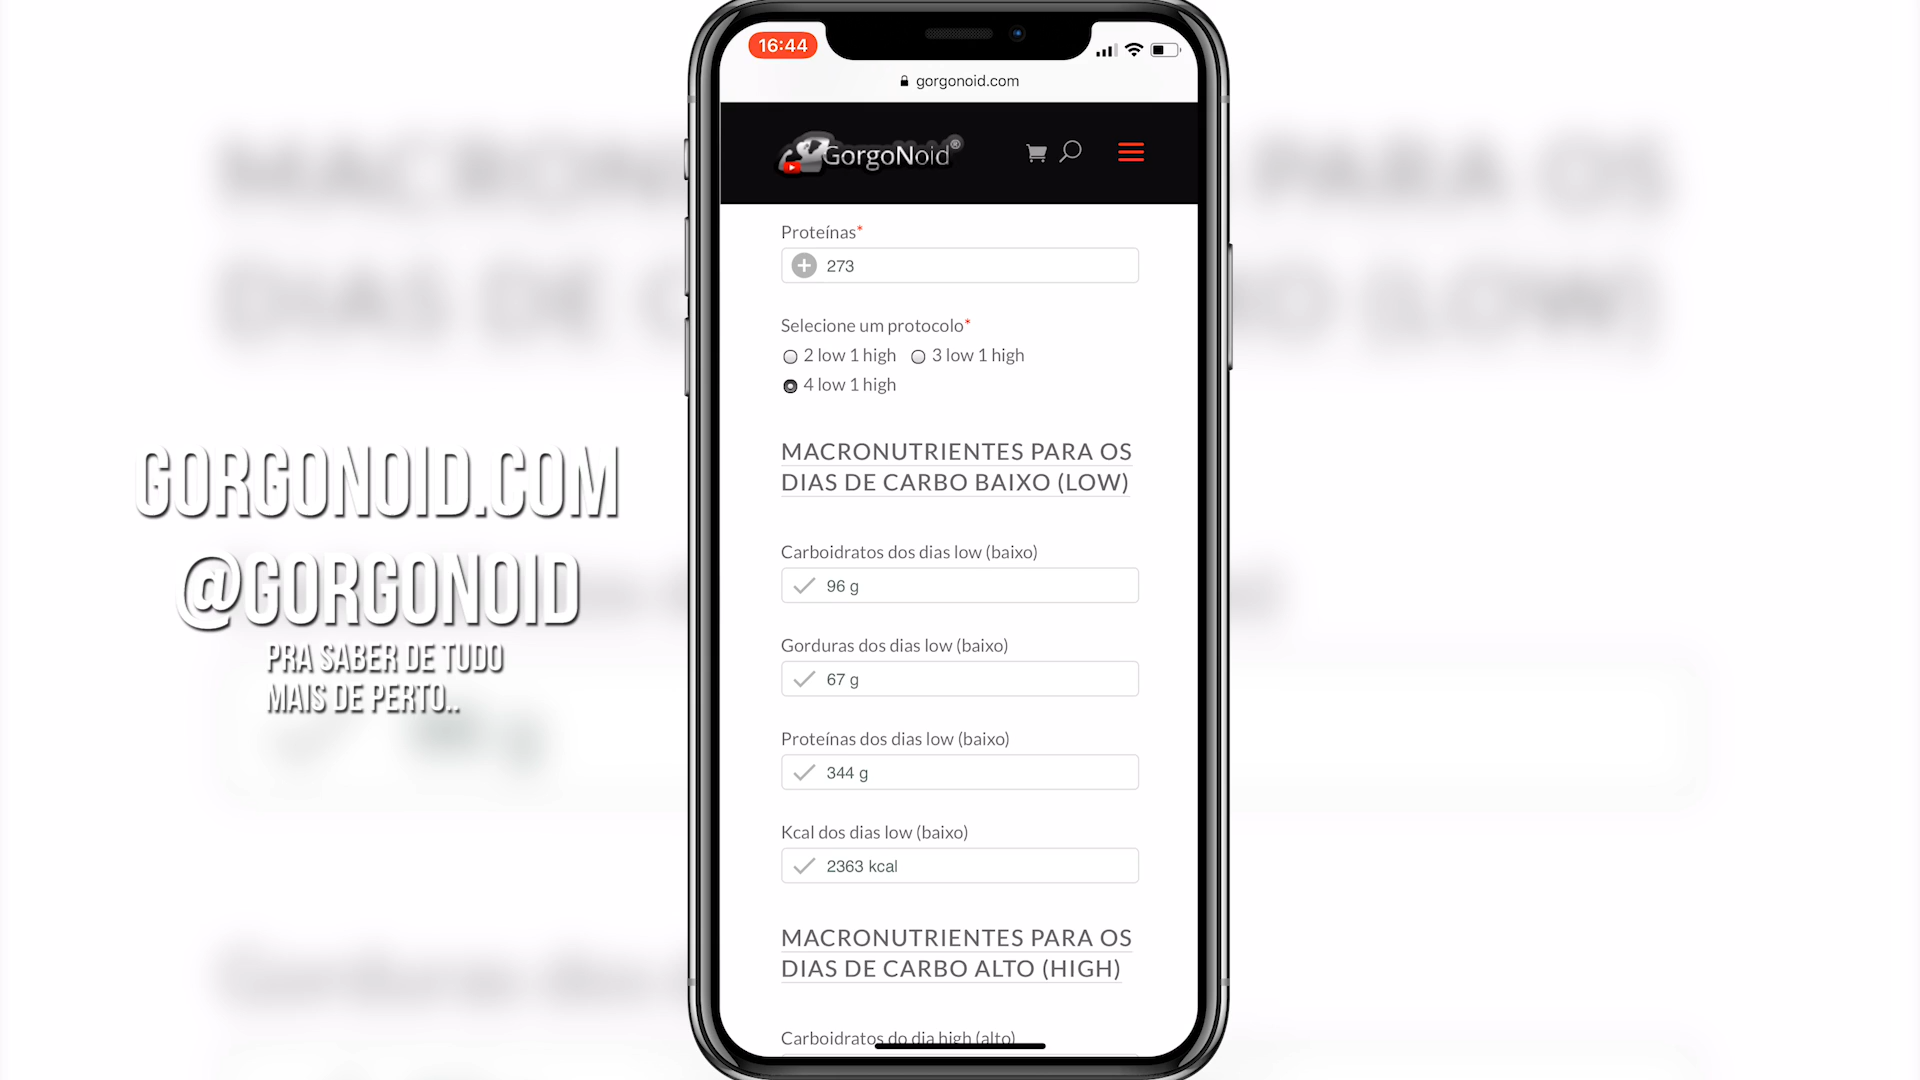 16:44
gorgonoid.com
GorgoNoid®
Proteínas*
273
Selecione um protocolo*
2 low 1 high 3 low 1 high
4 low 1 high
MACRONUTRIENTES PARA OS
DIAS DE CARBO BAIXO (LOW)
Carboidratos dos dias low (baixo)
96 g
Gorduras dos dias low (baixo)
67 g
Proteínas dos dias low (baixo)
344 g
Kcal dos dias low (baixo)
2363 kcal
MACRONUTRIENTES PARA OS
DIAS DE CARBO ALTO (HIGH)
Carboidratos do dia high (alto)
GORGONOID.COM
@GORGONOID
PRA SABER DE TUDO
MAIS DE PERTO..